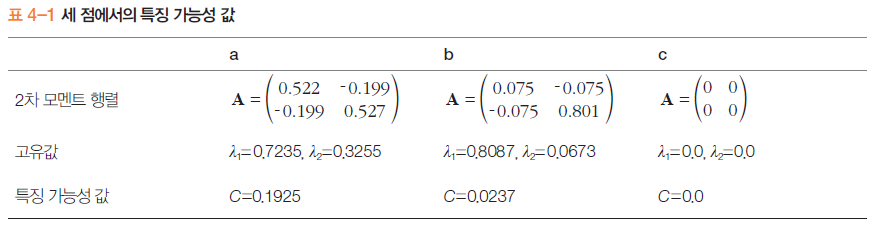 표 4-1 세 점에서의 특징 가능성 값
a b c
2차 모멘트 행렬 A = (0.522 -0.199 / -0.199 0.527) A = (0.075 -0.075 / -0.075 0.801) A = (0 0 / 0 0)
고유값 λ₁=0.7235, λ₂=0.3255 λ₁=0.8087, λ₂=0.0673 λ₁=0.0, λ₂=0.0
특징 가능성 값 C=0.1925 C=0.0237 C=0.0